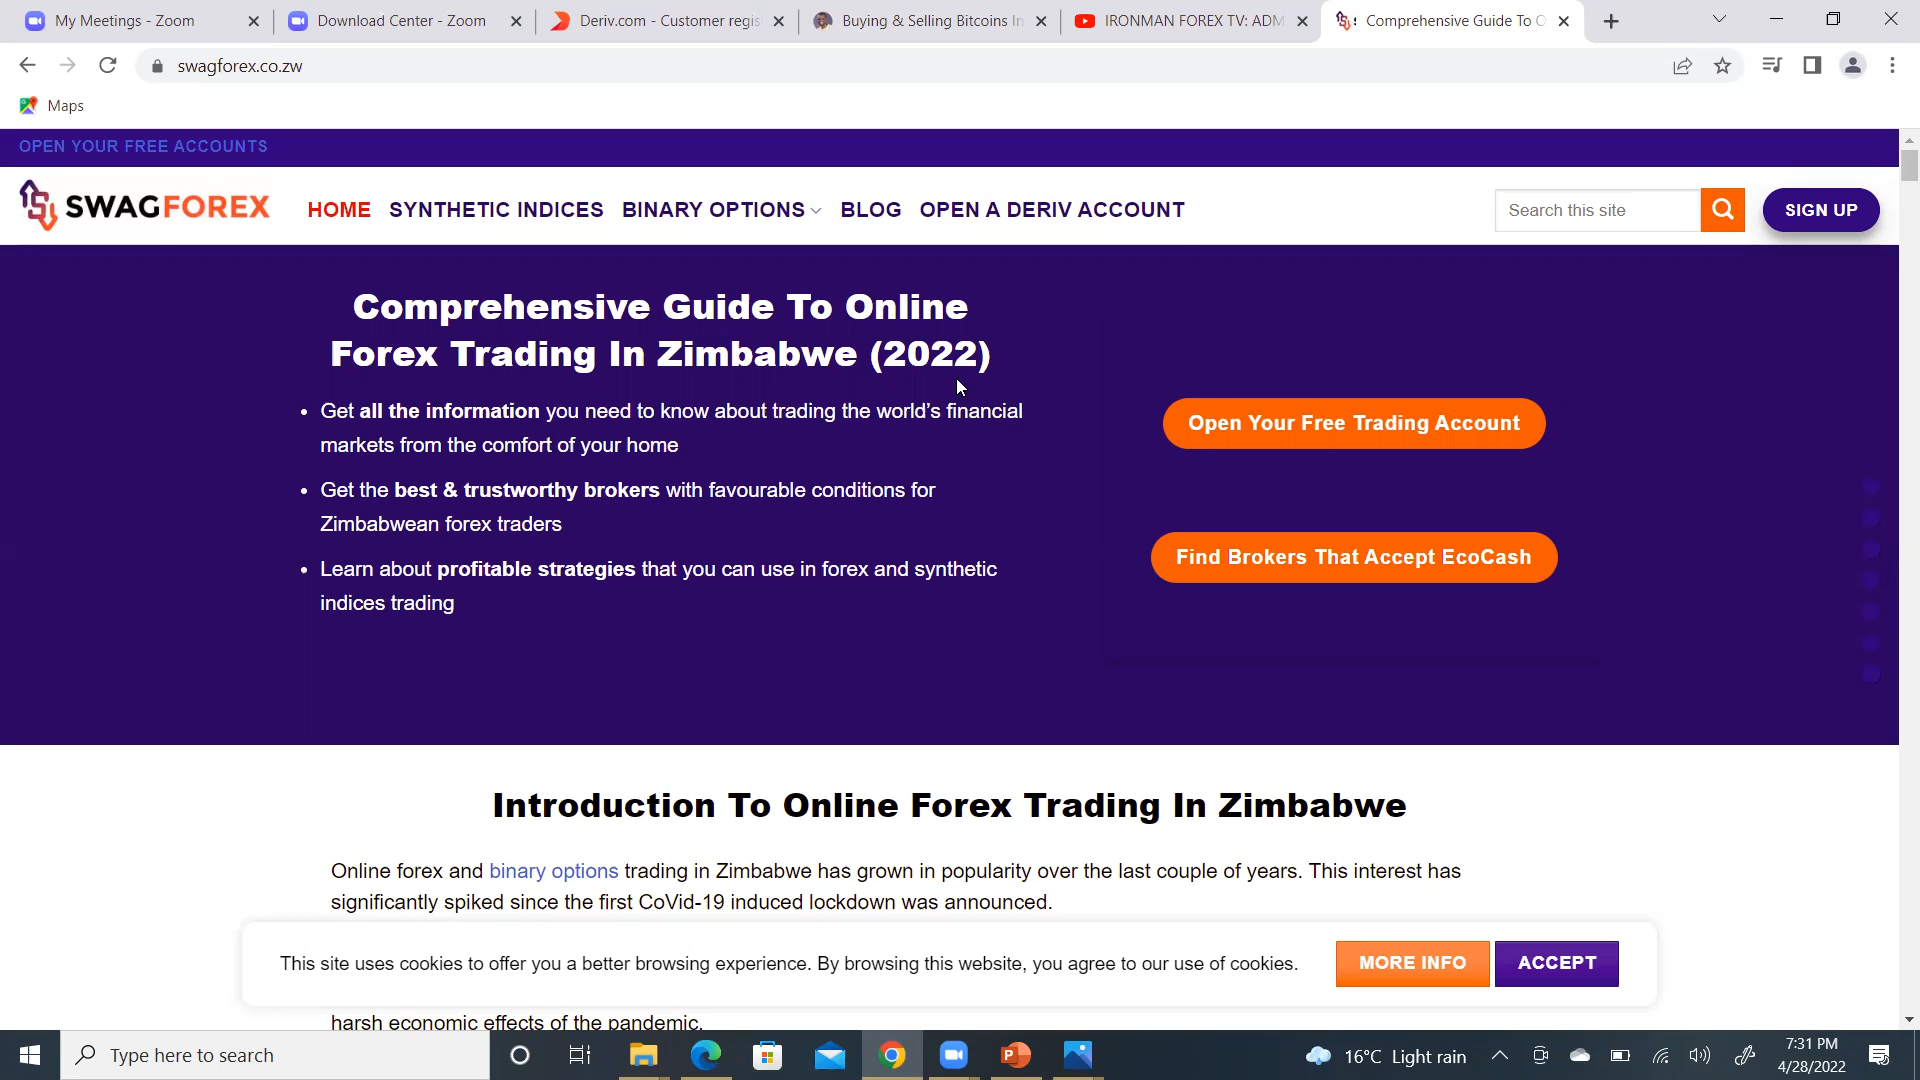 My Meetings - Zoom
Download Center - Zoom
Deriv.com - Customer regis
Buying & Selling Bitcoins In
IRONMAN FOREX TV: ADM
Comprehensive Guide To O
swagforex.co.zw
Maps
OPEN YOUR FREE ACCOUNTS
SWAGFOREX
HOME SYNTHETIC INDICES BINARY OPTIONS BLOG OPEN A DERIV ACCOUNT
Search this site
SIGN UP
Comprehensive Guide To Online
Forex Trading In Zimbabwe (2022)
• Get all the information you need to know about trading the world’s financial
markets from the comfort of your home
• Get the best & trustworthy brokers with favourable conditions for
Zimbabwean forex traders
• Learn about profitable strategies that you can use in forex and synthetic
indices trading
Open Your Free Trading Account
Find Brokers That Accept EcoCash
Introduction To Online Forex Trading In Zimbabwe
Online forex and binary options trading in Zimbabwe has grown in popularity over the last couple of years. This interest has
significantly spiked since the first CoVid-19 induced lockdown was announced.
This site uses cookies to offer you a better browsing experience. By browsing this website, you agree to our use of cookies.
MORE INFO
ACCEPT
harsh economic effects of the pandemic.
Type here to search
16°C Light rain
7:31 PM
4/28/2022